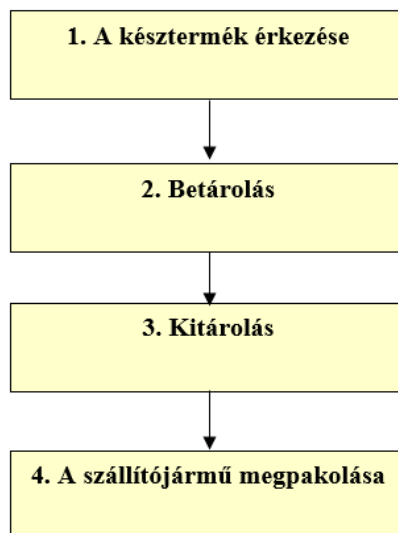 1. A késztermék érkezése
2. Betárolás
3. Kitárolás
4. A szállítójármű megpakolása